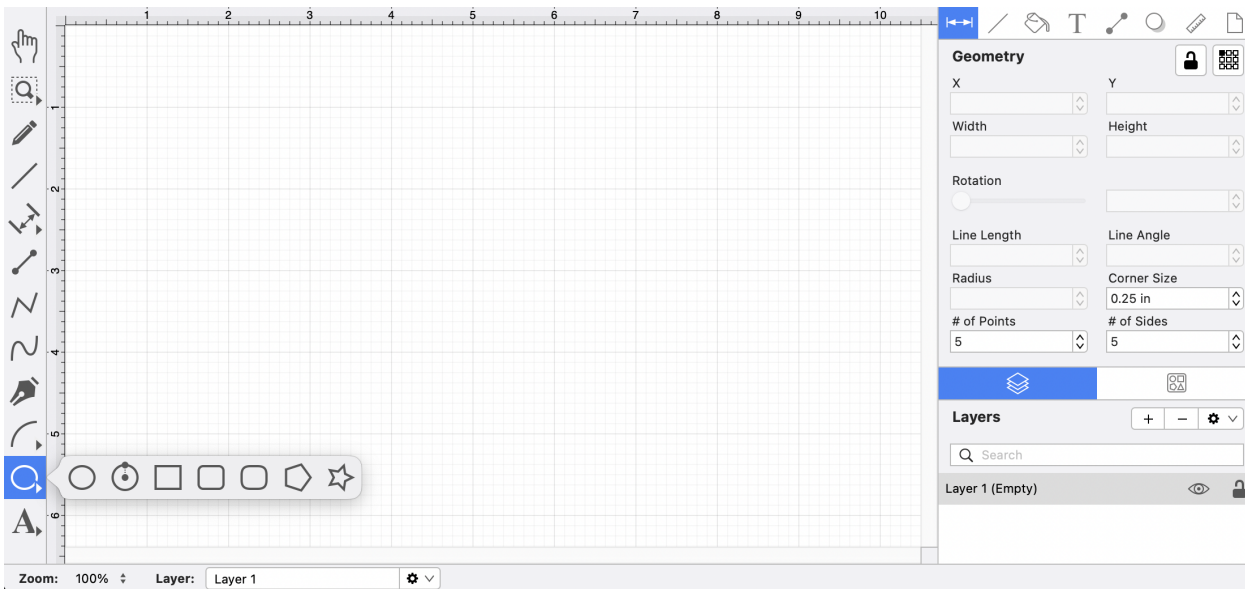 1 2 3 4 5 6 7 8 9 10
1
2
3
4
5
6
T
A
Geometry
X Y
Width Height
Rotation
Line Length Line Angle
Radius Corner Size
0.25 in
# of Points # of Sides
5 5
Layers + −
Search
Layer 1 (Empty)
Zoom: 100% Layer: Layer 1